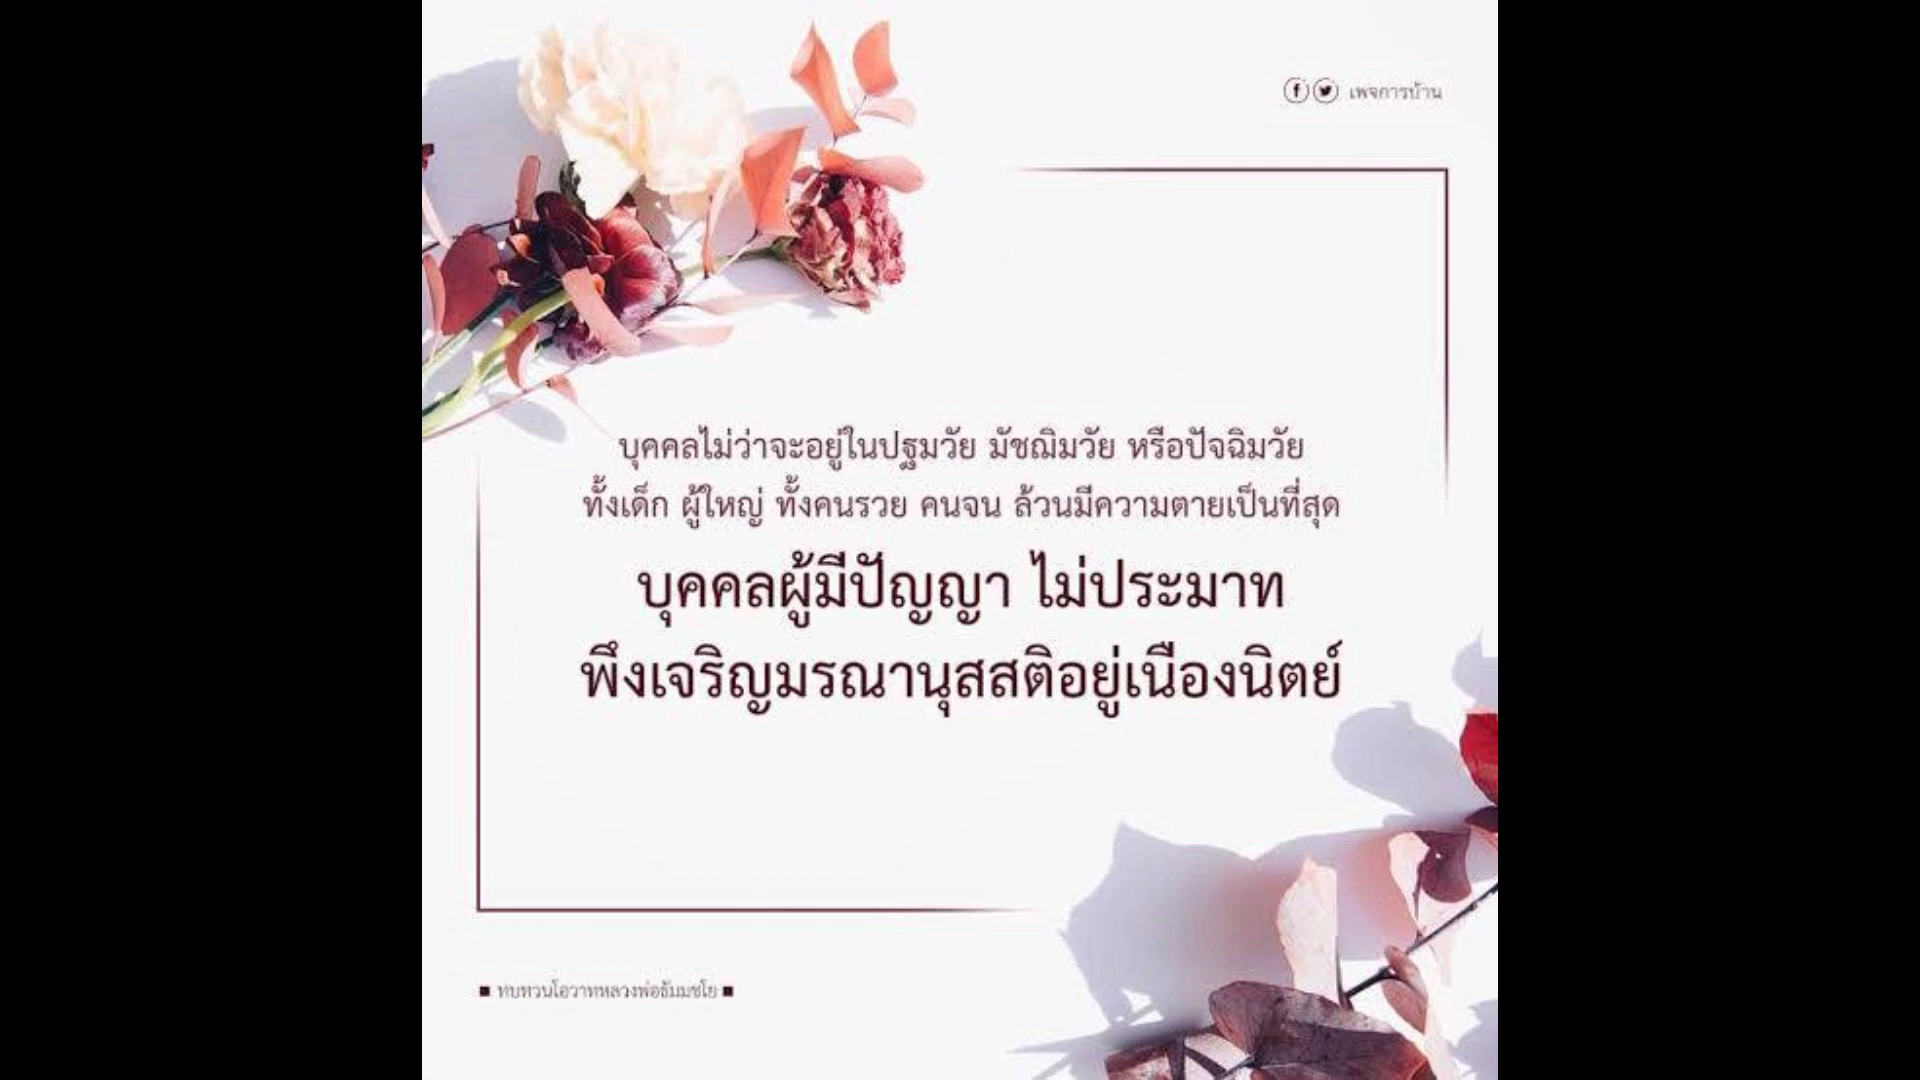 เพจการบ้าน
บุคคลไม่ว่าจะอยู่ในปฐมวัย มัชฌิมวัย หรือปัจฉิมวัย
ทั้งเด็ก ผู้ใหญ่ ทั้งคนรวย คนจน ล้วนมีความตายเป็นที่สุด
บุคคลผู้มีปัญญา ไม่ประมาท
พึงเจริญมรณานุสสติอยู่เนืองนิตย์
■ ทบทวนโอวาทหลวงพ่อธัมมชโย ■